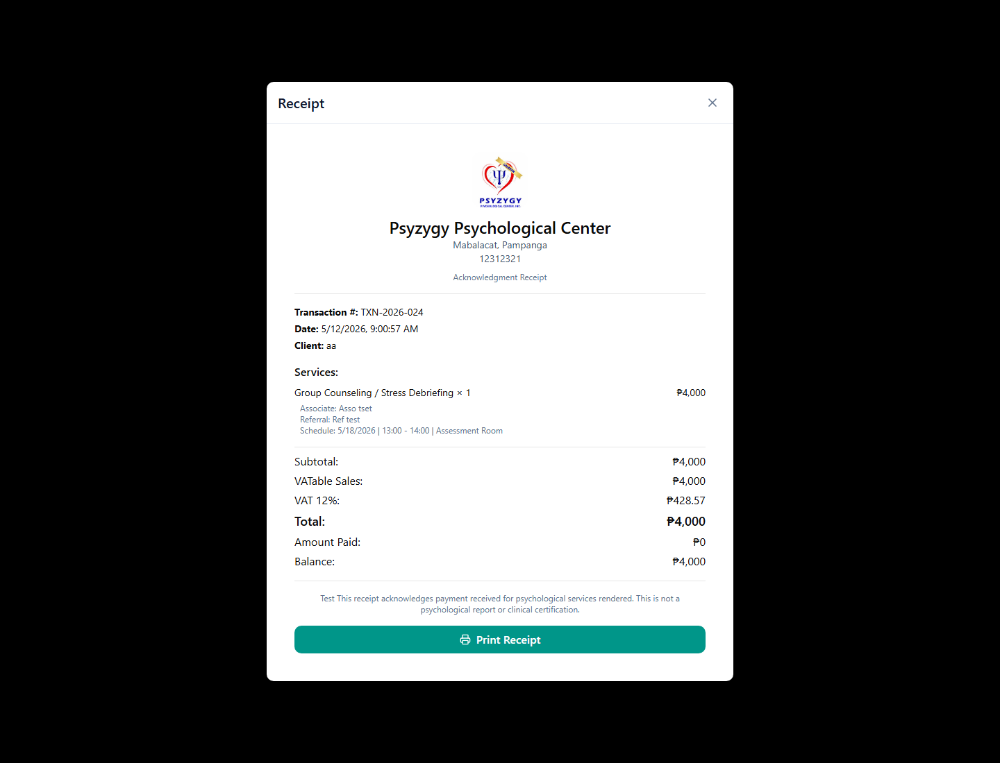 Receipt
PSYZYGY
PSYCHOLOGICAL CENTER, INC.
Psyzygy Psychological Center
Mabalacat, Pampanga
12312321
Acknowledgment Receipt
Transaction #: TXN-2026-024
Date: 5/12/2026, 9:00:57 AM
Client: aa
Services:
Group Counseling / Stress Debriefing × 1 ₱4,000
Associate: Asso tset
Referral: Ref test
Schedule: 5/18/2026 | 13:00 - 14:00 | Assessment Room
Subtotal: ₱4,000
VATable Sales: ₱4,000
VAT 12%: ₱428.57
Total: ₱4,000
Amount Paid: ₱0
Balance: ₱4,000
Test This receipt acknowledges payment received for psychological services rendered. This is not a
psychological report or clinical certification.
Print Receipt